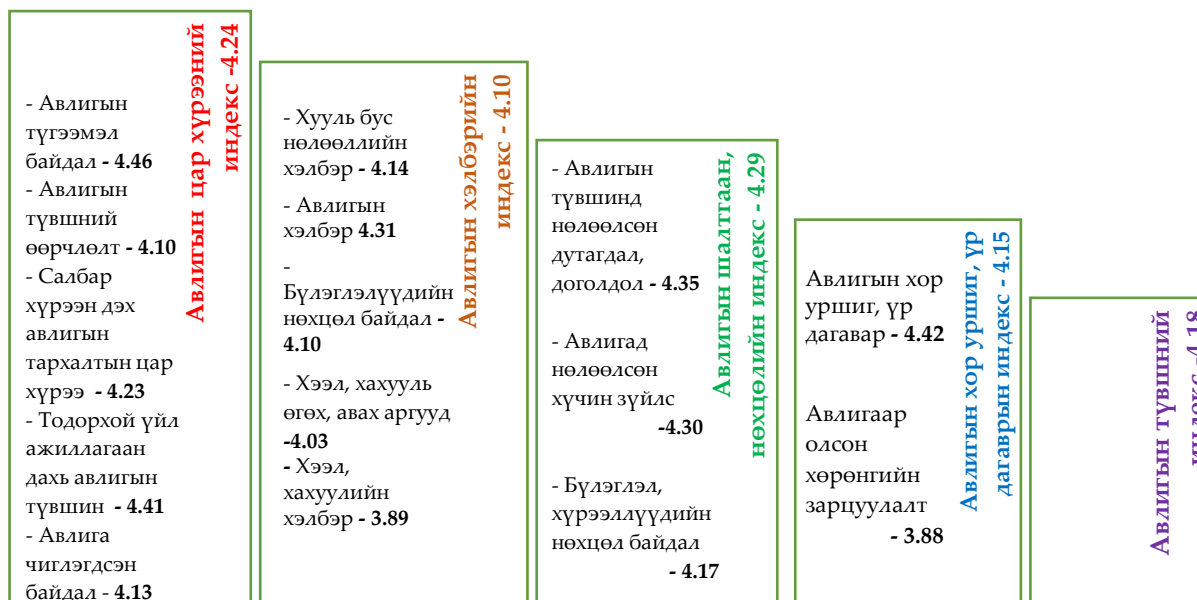 - Авлигын
түгээмэл
байдал - 4.46
- Авлигын
түвшний
өөрчлөлт - 4.10
- Салбар
хүрээн дэх
авлигын
тархалтын цар
хүрээ - 4.23
- Тодорхой үйл
ажиллагаан
дахь авлигын
түвшин - 4.41
- Авлига
чиглэгдсэн
байдал - 4.13
Авлигын цар хүрээний
индекс -4.24
- Хууль бус
нөлөөллийн
хэлбэр - 4.14
- Авлигын
хэлбэр 4.31
-
Бүлэглэлүүдийн
нөхцөл байдал -
4.10
- Хээл, хахууль
өгөх, авах аргууд
-4.03
- Хээл,
хахуулийн
хэлбэр - 3.89
Авлигын хэлбэрийн
индекс - 4.10
- Авлигын
түвшинд
нөлөөлсөн
дутагдал,
доголдол - 4.35
- Авлигад
нөлөөлсөн
хүчин зүйлс
-4.30
- Бүлэглэл,
хүрээллүүдийн
нөхцөл байдал
- 4.17
Авлигын шалтгаан,
нөхцөлийн индекс - 4.29
Авлигын хор
уршиг, үр
дагавар - 4.42
Авлигаар
олсон
хөрөнгийн
зарцуулалт
- 3.88
Авлигын хор уршиг, үр
дагаврын индекс - 4.15
Авлигын түвшний
индекс -4.18